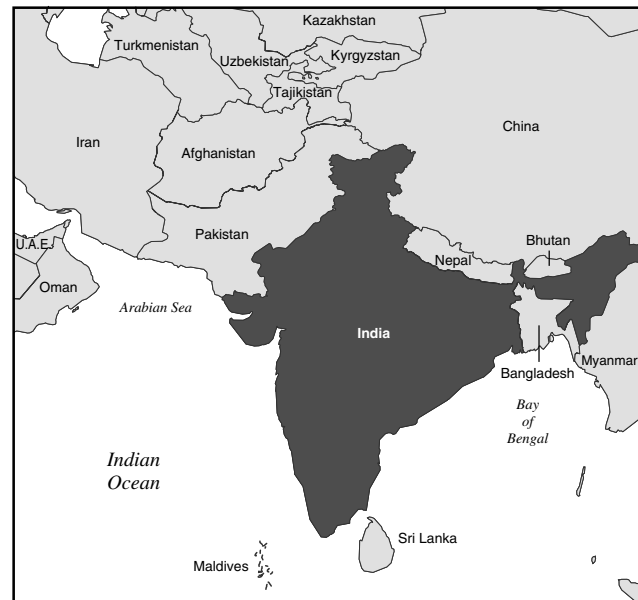 Kazakhstan
Turkmenistan
Uzbekistan
Kyrgyzstan
Tajikistan
China
Iran
Afghanistan
Pakistan
U.A.E.
Oman
Nepal
Bhutan
Arabian Sea
India
Myanmar
Bangladesh
Bay
of
Bengal
Indian
Ocean
Sri Lanka
Maldives